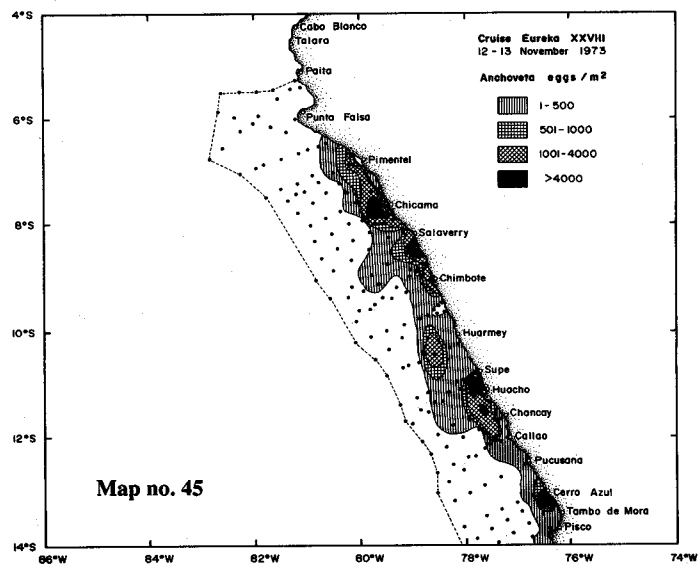 4°S
Cabo Blanco
Talara
Cruise Eureka XXVIII
12-13 November 1973
Paita
Anchoveta eggs/m²
1-500
Punta Falsa
6°S
501-1000
Pimentel
1001-4000
>4000
Chicama
8°S
Salaverry
Chimbote
10°S
Huarmey
Supe
Huacho
Chancay
12°S
Callao
Pucusana
Map no. 45
Cerro Azul
Tambo de Mora
Pisco
14°S
86°W
84°W
82°W
80°W
78°W
76°W
74°W